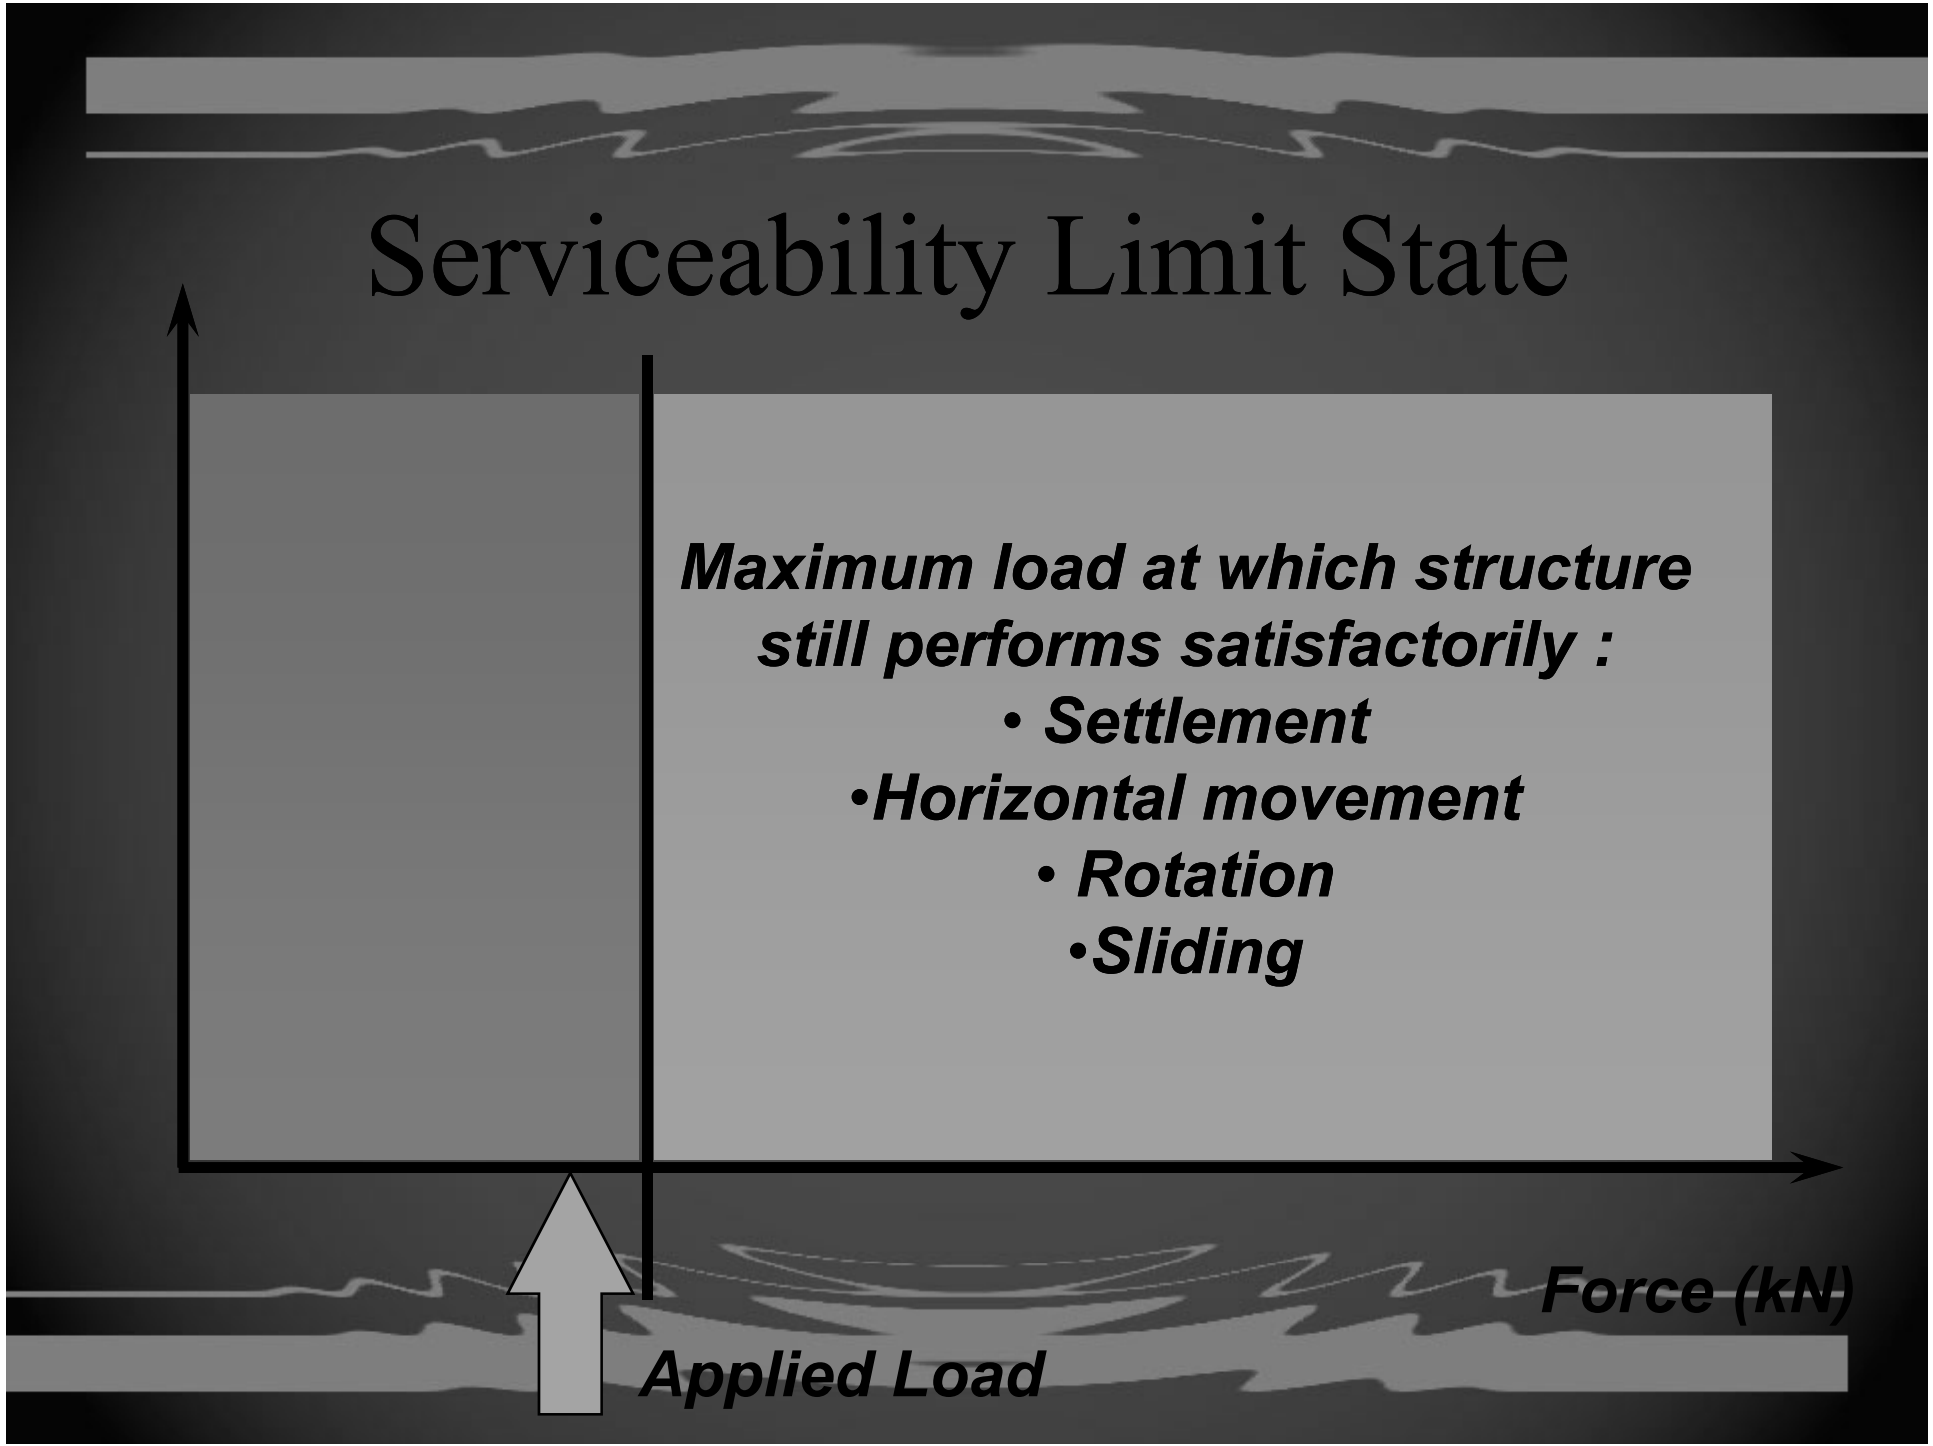 Serviceability Limit State
Maximum load at which structure
still performs satisfactorily :
• Settlement
•Horizontal movement
• Rotation
•Sliding
Force (kN)
Applied Load